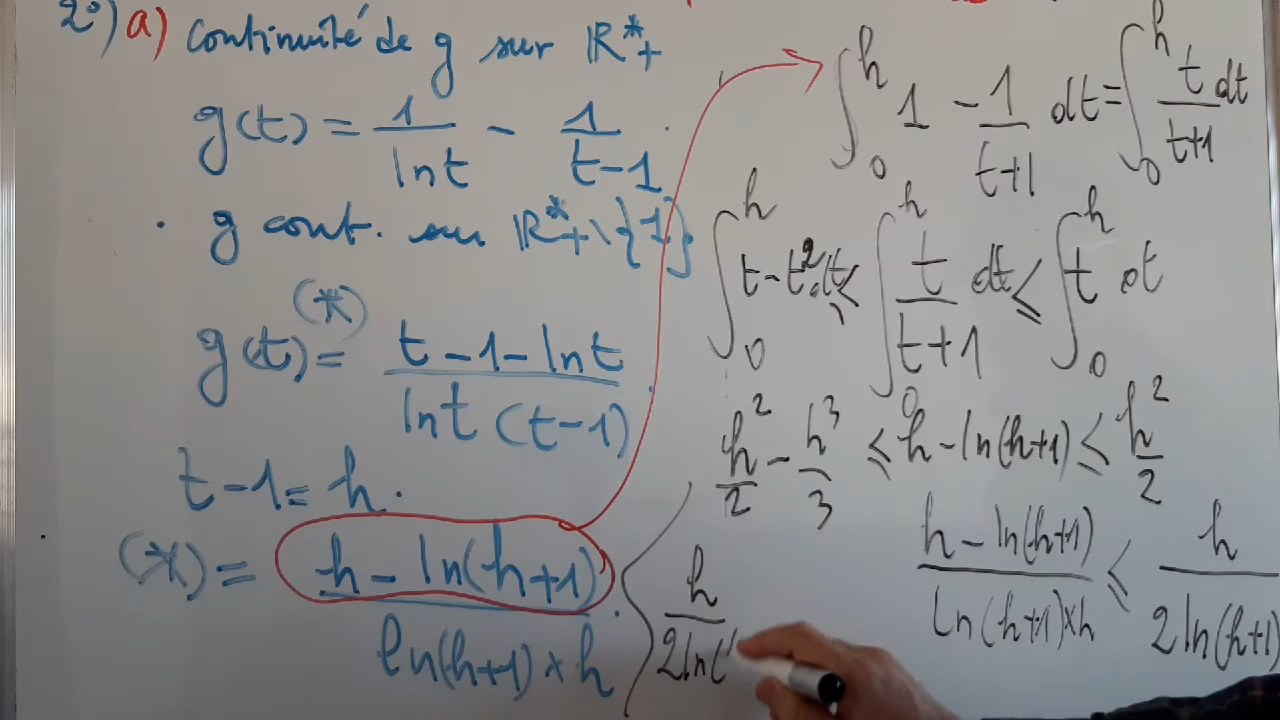 2°) a) continuité de g sur ℝ*₊
g(t) = 1/ln t - 1/(t-1) .
. g cont. sur ℝ*₊ \ {1}.
g(t) (*)= (t-1-ln t)/(ln t (t-1)) .
t-1 = h.
(*) = (h - ln(h+1))/(ln(h+1) × h) .
∫₀ʰ 1 - 1/(t+1) dt = ∫₀ʰ t dt/(t+1)
∫₀ʰ t - t² dt ≤ ∫₀ʰ t/(t+1) dt ≤ ∫₀ʰ t dt
h²/2 - h³/3 ≤ h - ln(h+1) ≤ h²/2
(h - ln(h+1))/(ln(h+1) × h) ≤ h/(2 ln(h+1))
h/(2 ln(